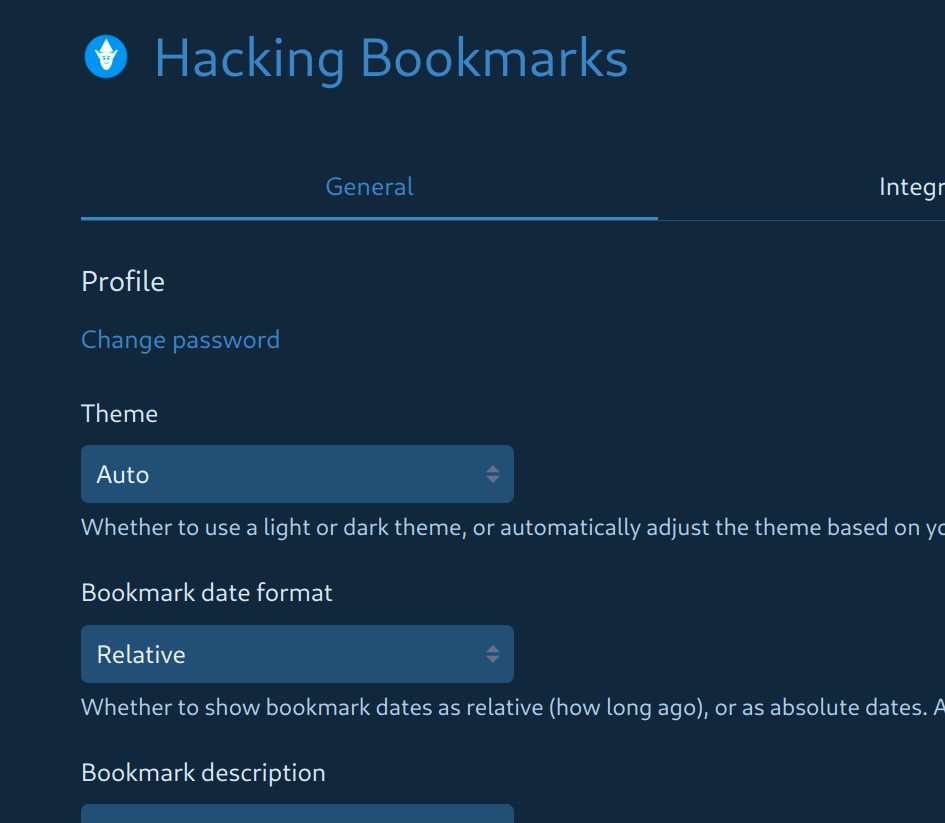 Hacking Bookmarks
General
Integr
Profile
Change password
Theme
Auto
Whether to use a light or dark theme, or automatically adjust the theme based on yo
Bookmark date format
Relative
Whether to show bookmark dates as relative (how long ago), or as absolute dates. A
Bookmark description